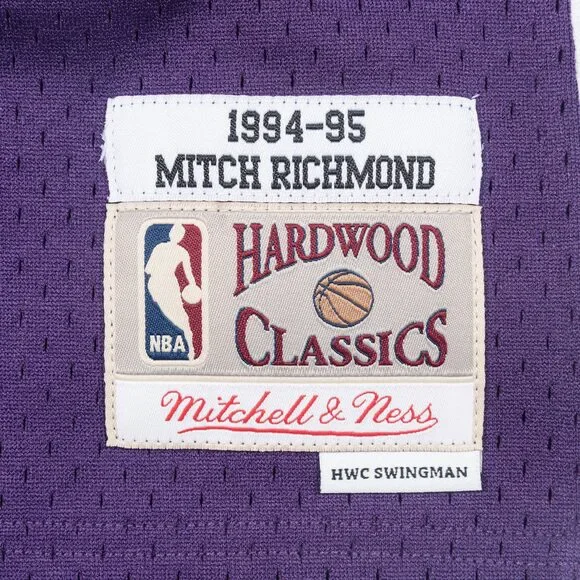 1994-95
MITCH RICHMOND
HARDWOOD
CLASSICS
NBA
Mitchell & Ness
HWC SWINGMAN